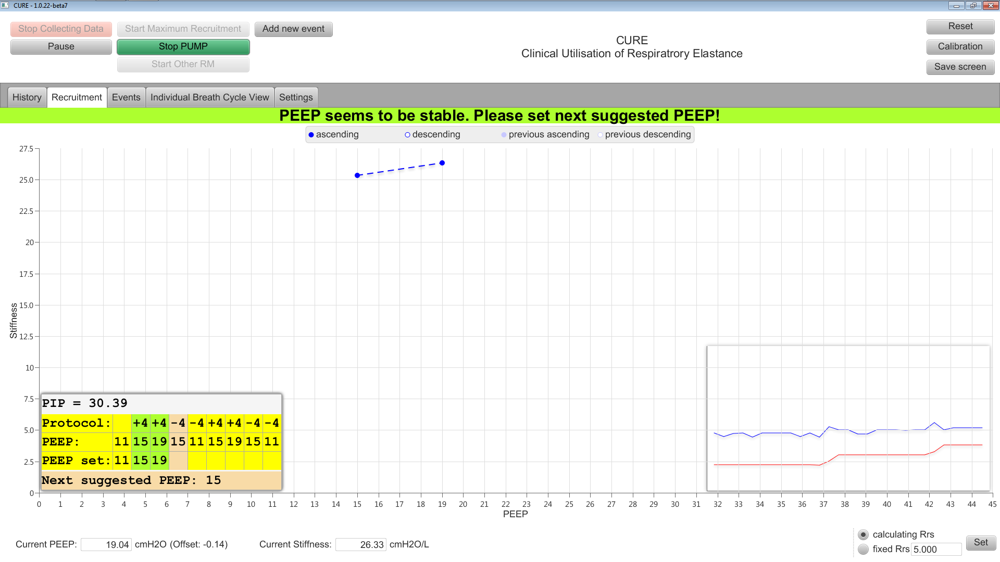 CURE - 1.0.22-beta7
Stop Collecting Data
Start Maximum Recruitment
Add new event
Reset
Pause
Stop PUMP
CURE
Calibration
Clinical Utilisation of Respiratrory Elastance
Start Other RM
Save screen
History
Recruitment
Events
Individual Breath Cycle View
Settings
PEEP seems to be stable. Please set next suggested PEEP!
ascending
descending
previous ascending
previous descending
27.5
25.0
22.5
20
17.5
15.0
12.5
10
7.5
5.0
2.5
0
Stiffness
PIP = 30.39
Protocol: +4 +4 -4 -4 +4 +4 -4 -4
PEEP: 11 15 19 15 11 15 19 15 11
PEEP set: 11 15 19
Next suggested PEEP: 15
0 1 2 3 4 5 6 7 8 9 10 11 12 13 14 15 16 17 18 19 20 21 22 23 24 25 26 27 28 29 30 31 32 33 34 35 36 37 38 39 40 41 42 43 44 45
PEEP
Current PEEP: 19.04 cmH2O (Offset: -0.14)
Current Stiffness: 26.33 cmH2O/L
calculating Rrs
fixed Rrs 5.000
Set